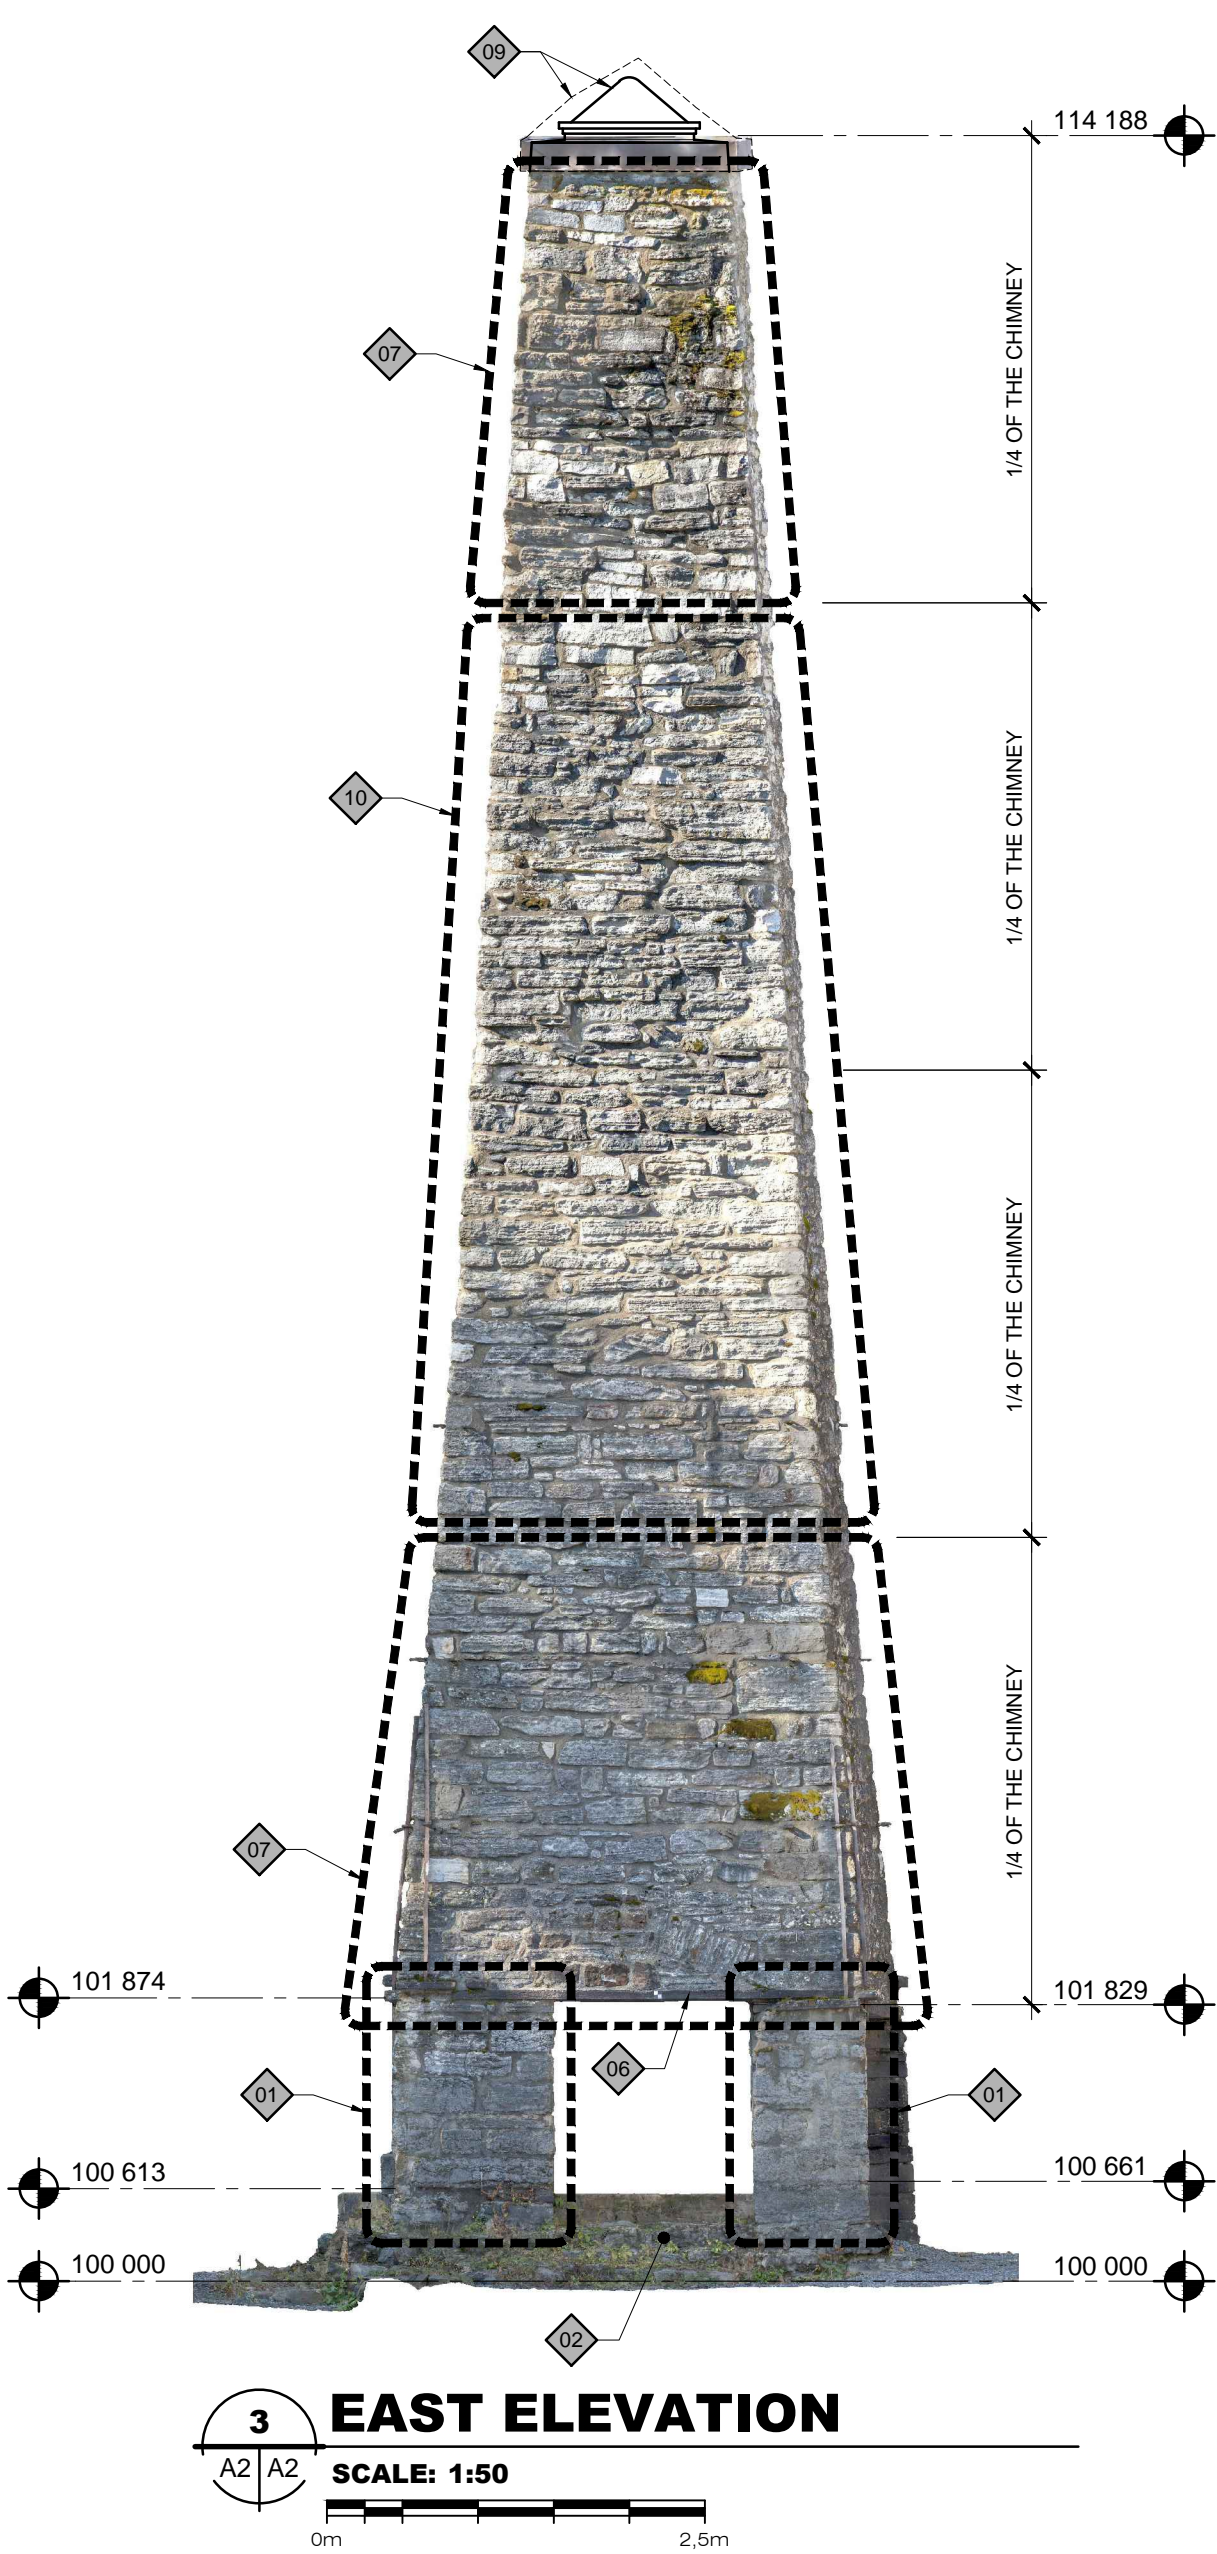 09
114 188
1/4 OF THE CHIMNEY
07
10
1/4 OF THE CHIMNEY
1/4 OF THE CHIMNEY
1/4 OF THE CHIMNEY
07
101 874
101 829
06
01
01
100 613
100 661
100 000
100 000
02
3
A2 A2
EAST ELEVATION
SCALE: 1:50
0m 2,5m